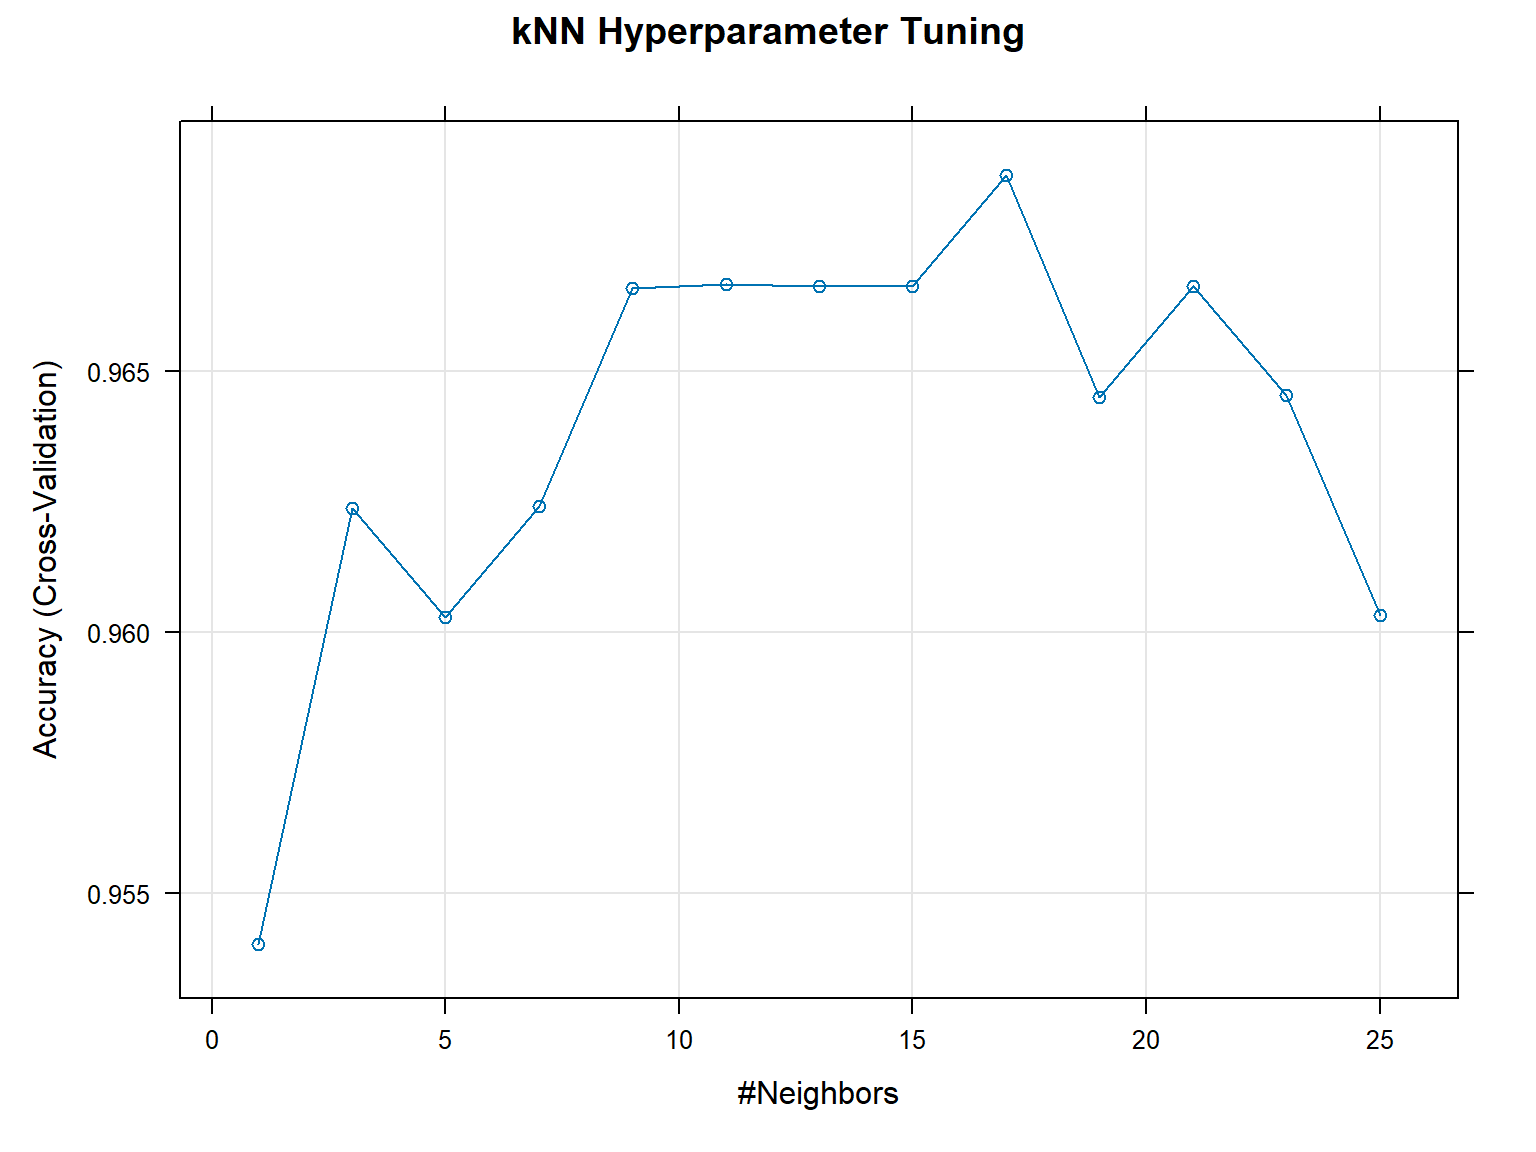 kNN Hyperparameter Tuning
Accuracy (Cross-Validation)
0.965
0.960
0.955
0 5 10 15 20 25
#Neighbors